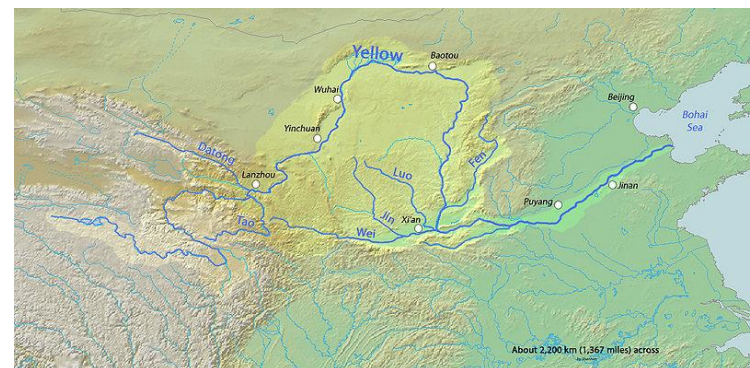 Yellow
Baotou
Wuhai
Beijing
Bohai
Sea
Yinchuan
Datong
Fen
Lanzhou
Luo
Jinan
Puyang
Tao
Jin
Xi'an
Wei
About 2,200 km (1,367 miles) across